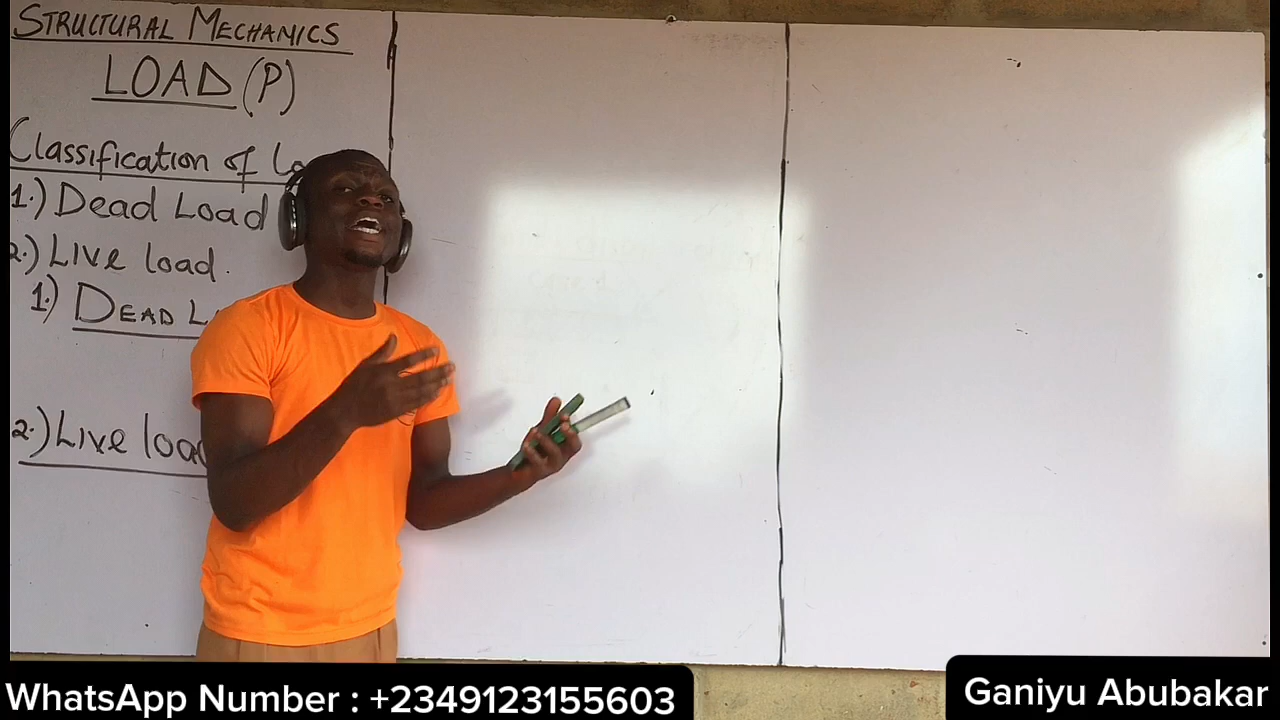 STRUCTURAL MECHANICS
LOAD (P)
Classification of
1.) Dead Load
2.) Live load.
1.) DEAD
2.) Live
WhatsApp Number : +2349123155603
Ganiyu Abubakar